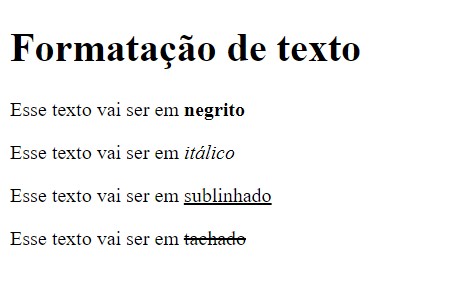 Formatação de texto
Esse texto vai ser em negrito
Esse texto vai ser em itálico
Esse texto vai ser em sublinhado
Esse texto vai ser em tachado